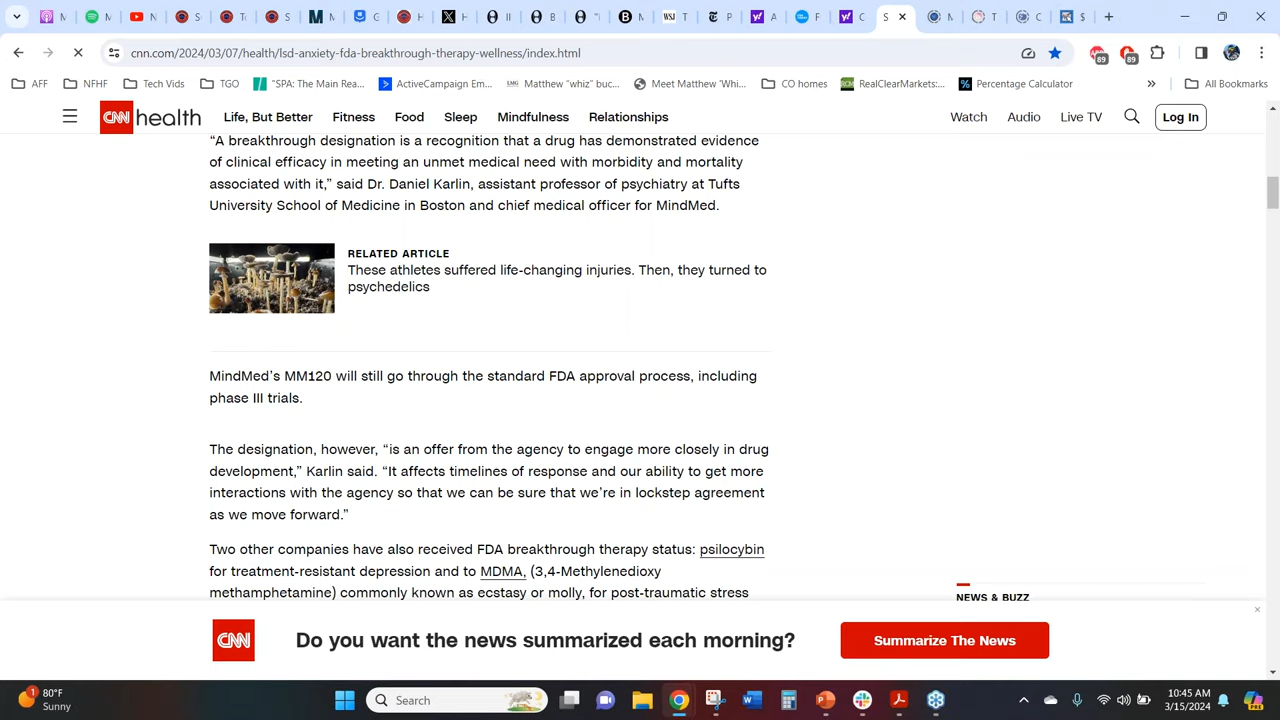 S
T
M
N
G
H
X
II
B
"I
B
M
WSJ
T
P
A
F
C
S
M
T
C
$
cnn.com/2024/03/07/health/lsd-anxiety-fda-breakthrough-therapy-wellness/index.html
89
89
AFF
NFHF
Tech Vids
TGO
"SPA: The Main Rea...
ActiveCampaign Em...
Matthew "whiz" buc...
Meet Matthew 'Whi...
CO homes
RealClearMarkets:...
Percentage Calculator
»
All Bookmarks
CNN health
Life, But Better
Fitness
Food
Sleep
Mindfulness
Relationships
Watch
Audio
Live TV
Log In
“A breakthrough designation is a recognition that a drug has demonstrated evidence
of clinical efficacy in meeting an unmet medical need with morbidity and mortality
associated with it,” said Dr. Daniel Karlin, assistant professor of psychiatry at Tufts
University School of Medicine in Boston and chief medical officer for MindMed.
RELATED ARTICLE
These athletes suffered life-changing injuries. Then, they turned to
psychedelics
MindMed’s MM120 will still go through the standard FDA approval process, including
phase III trials.
The designation, however, “is an offer from the agency to engage more closely in drug
development,” Karlin said. “It affects timelines of response and our ability to get more
interactions with the agency so that we can be sure that we’re in lockstep agreement
as we move forward.”
Two other companies have also received FDA breakthrough therapy status: psilocybin
for treatment-resistant depression and to MDMA, (3,4-Methylenedioxy
methamphetamine) commonly known as ecstasy or molly, for post-traumatic stress
NEWS & BUZZ
CNN
Do you want the news summarized each morning?
Summarize The News
1
80°F
Sunny
Search
10:45 AM
3/15/2024